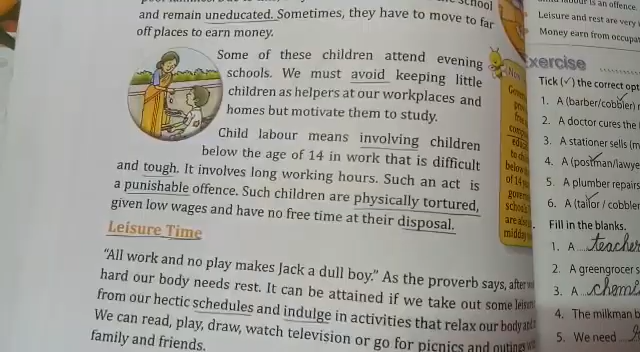 school
and remain uneducated. Sometimes, they have to move to far
off places to earn money.
Some of these children attend evening
schools. We must avoid keeping little
children as helpers at our workplaces and
homes but motivate them to study.
Child labour means involving children
below the age of 14 in work that is difficult
and tough. It involves long working hours. Such an act is
a punishable offence. Such children are physically tortured,
given low wages and have no free time at their disposal.
Leisure Time
"All work and no play makes Jack a dull boy." As the proverb says, after
hard our body needs rest. It can be attained if we take out some leisure
from our hectic schedules and indulge in activities that relax our body and
We can read, play, draw, watch television or go for picnics and outings
family and friends.
below
of 14
are
midday
is an offence
Leisure and rest are very
Money earn from
Exercise
Tick (✓) the correct
1. A (barber/cobbler)
2. A doctor cures the
3. A stationer sells
4. A (postman/
5. A plumber repairs
6. A (tailor / cobbler
Fill in the blanks.
1. A teacher
2. A greengrocer
3. A
4. The milkman
5. We need